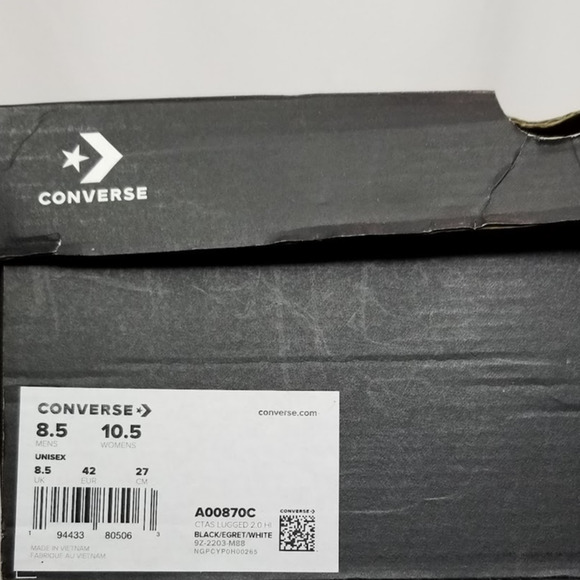 CONVERSE
CONVERSE
converse.com
8.5 10.5
MENS WOMENS
UNISEX
8.5 42 27
UK EUR CM
1 94433 80506 3
A00870C
CTAS LUGGED 2.0 HI
BLACK/EGRET/WHITE
9Z-2203-M88
NGPCYP0H00265
CONVERSE
MADE IN VIETNAM
FABRIQUE AU VIETNAM